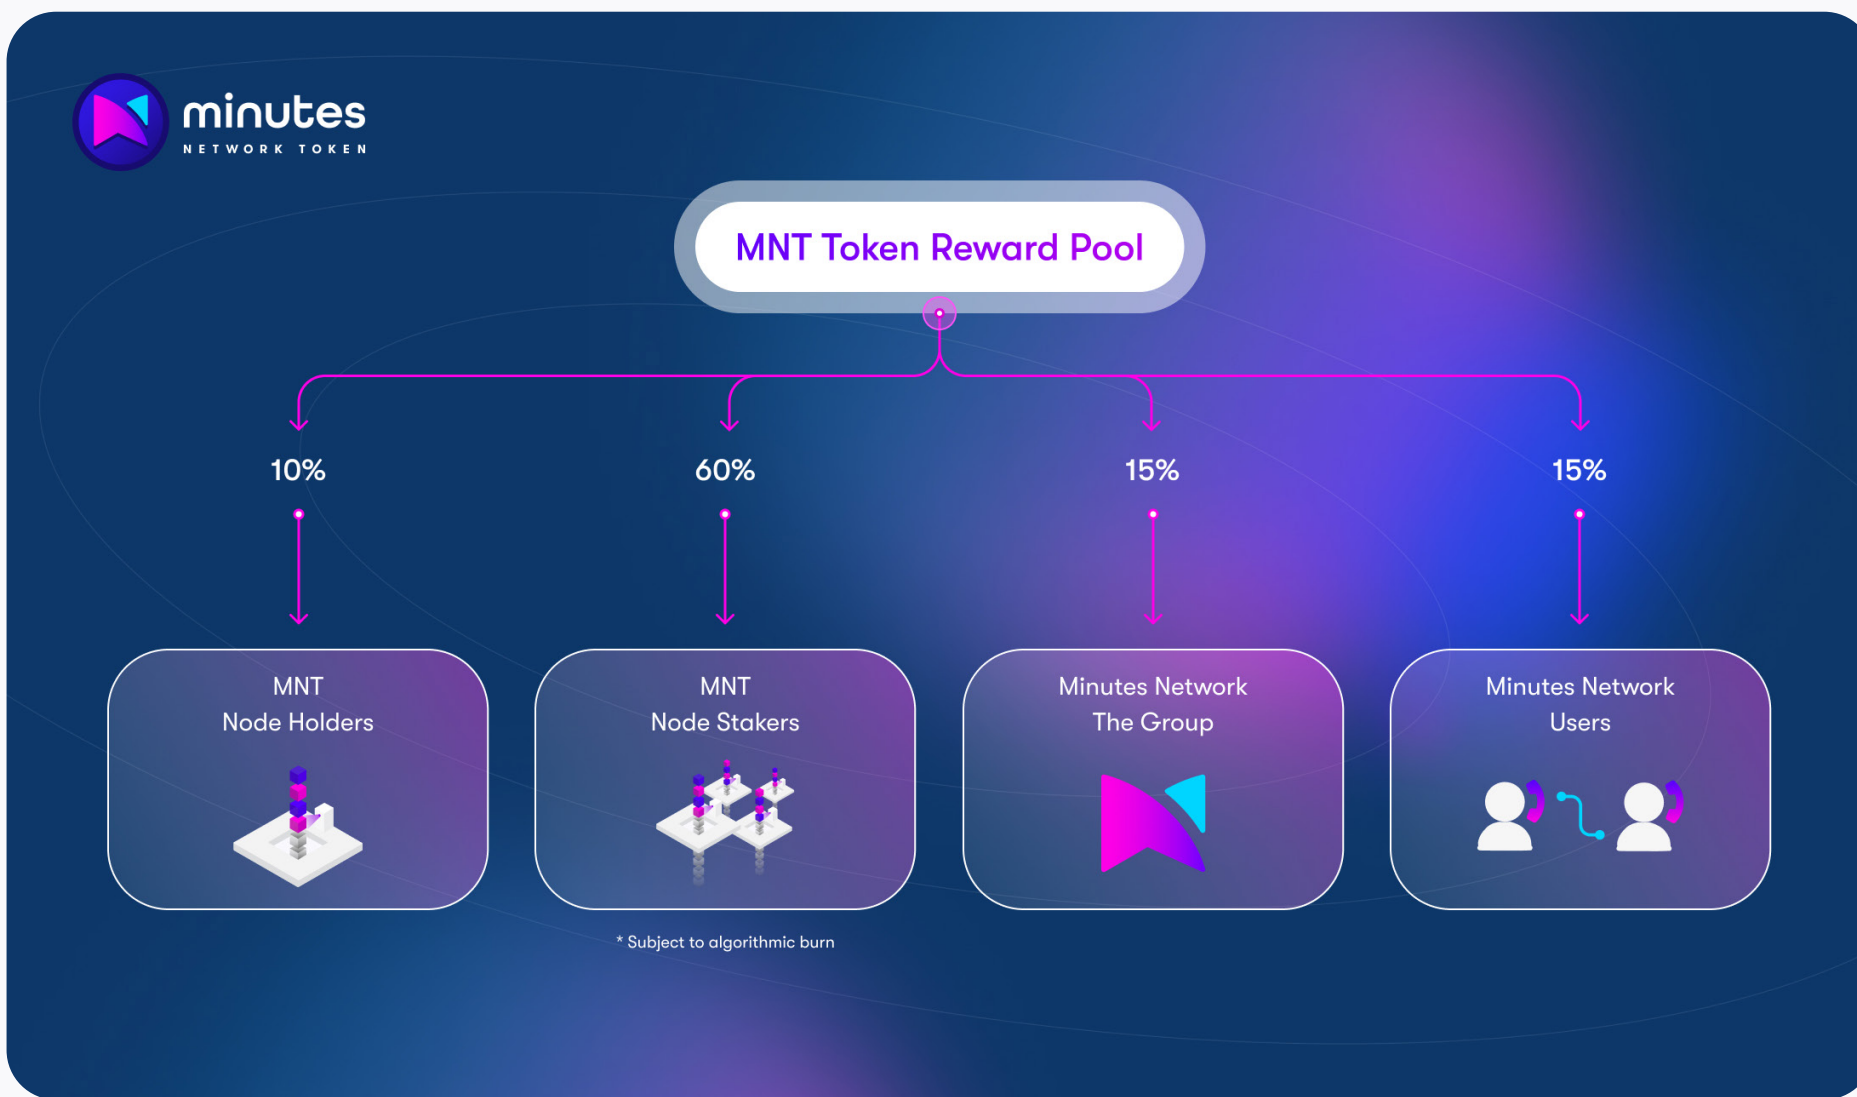 minutes
NETWORK TOKEN
MNT Token Reward Pool
10%
60%
15%
15%
MNT
Node Holders
MNT
Node Stakers
Minutes Network
The Group
Minutes Network
Users
* Subject to algorithmic burn